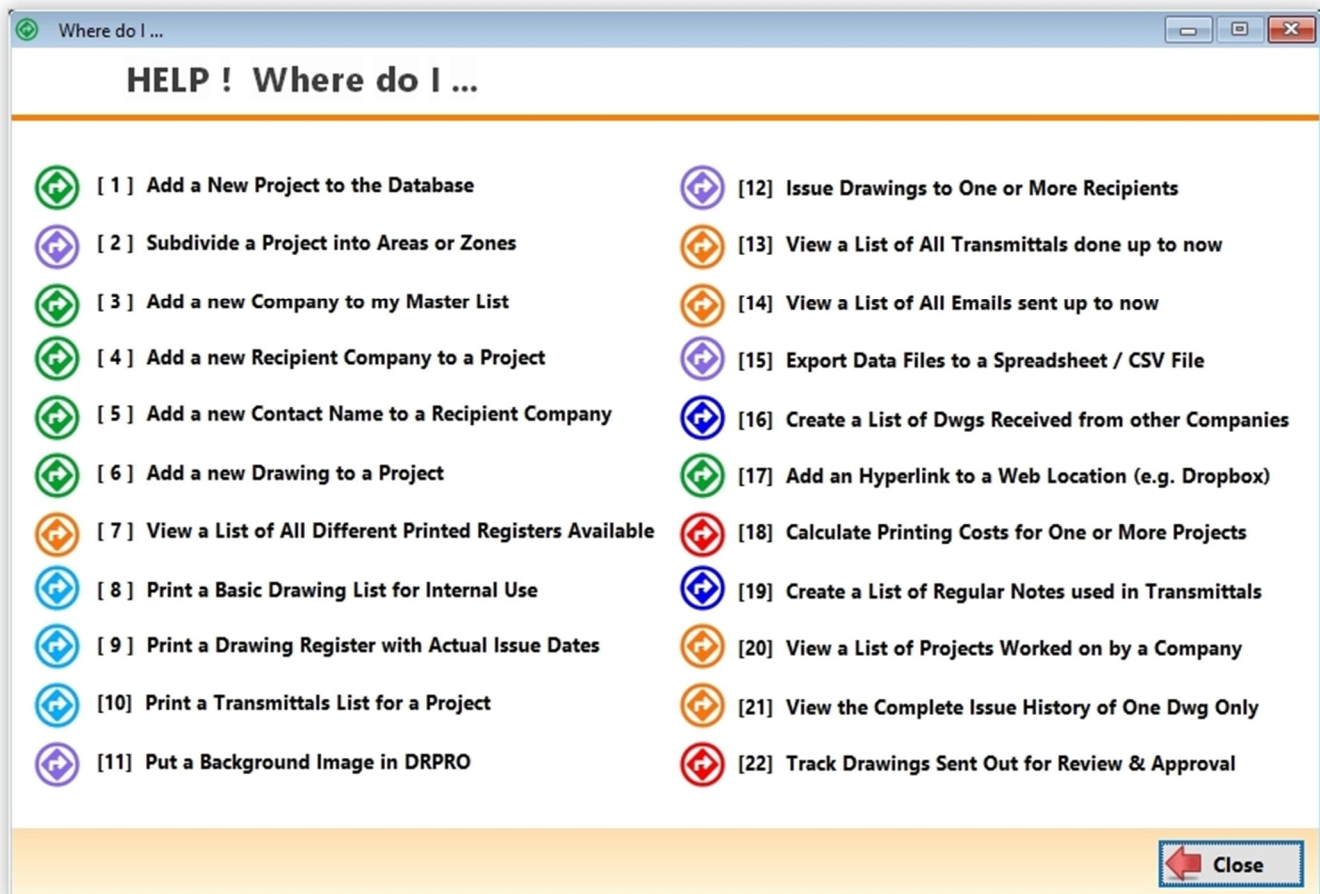 Where do I ...
HELP ! Where do I ...
[ 1 ] Add a New Project to the Database
[ 2 ] Subdivide a Project into Areas or Zones
[ 3 ] Add a new Company to my Master List
[ 4 ] Add a new Recipient Company to a Project
[ 5 ] Add a new Contact Name to a Recipient Company
[ 6 ] Add a new Drawing to a Project
[ 7 ] View a List of All Different Printed Registers Available
[ 8 ] Print a Basic Drawing List for Internal Use
[ 9 ] Print a Drawing Register with Actual Issue Dates
[10] Print a Transmittals List for a Project
[11] Put a Background Image in DRPRO
[12] Issue Drawings to One or More Recipients
[13] View a List of All Transmittals done up to now
[14] View a List of All Emails sent up to now
[15] Export Data Files to a Spreadsheet / CSV File
[16] Create a List of Dwgs Received from other Companies
[17] Add an Hyperlink to a Web Location (e.g. Dropbox)
[18] Calculate Printing Costs for One or More Projects
[19] Create a List of Regular Notes used in Transmittals
[20] View a List of Projects Worked on by a Company
[21] View the Complete Issue History of One Dwg Only
[22] Track Drawings Sent Out for Review & Approval
Close